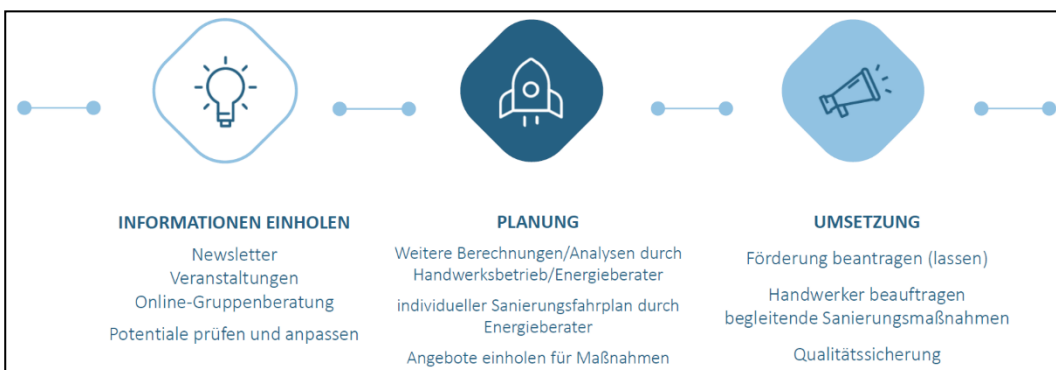 INFORMATIONEN EINHOLEN
Newsletter
Veranstaltungen
Online-Gruppenberatung
Potentiale prüfen und anpassen
PLANUNG
Weitere Berechnungen/Analysen durch
Handwerksbetrieb/Energieberater
individueller Sanierungsfahrplan durch
Energieberater
Angebote einholen für Maßnahmen
UMSETZUNG
Förderung beantragen (lassen)
Handwerker beauftragen
begleitende Sanierungsmaßnahmen
Qualitätssicherung